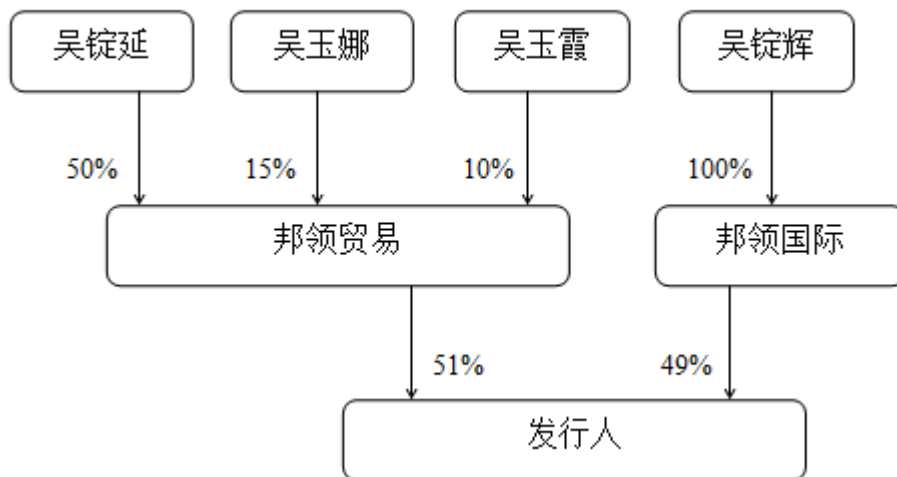 吴锭延 吴玉娜 吴玉霞 吴锭辉
50% 15% 10% 100%
邦领贸易 邦领国际
51% 49%
发行人